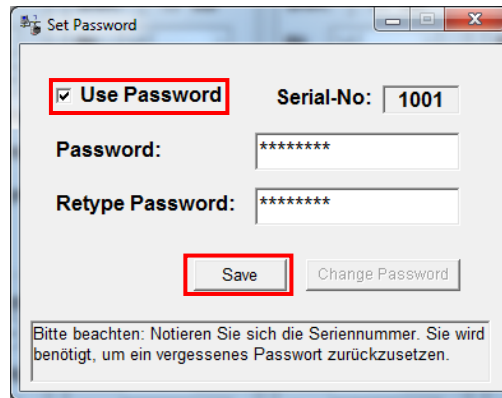 Set Password
Use Password Serial-No: 1001
Password: ********
Retype Password: ********
Save Change Password
Bitte beachten: Notieren Sie sich die Seriennummer. Sie wird
benötigt, um ein vergessenes Passwort zurückzusetzen.